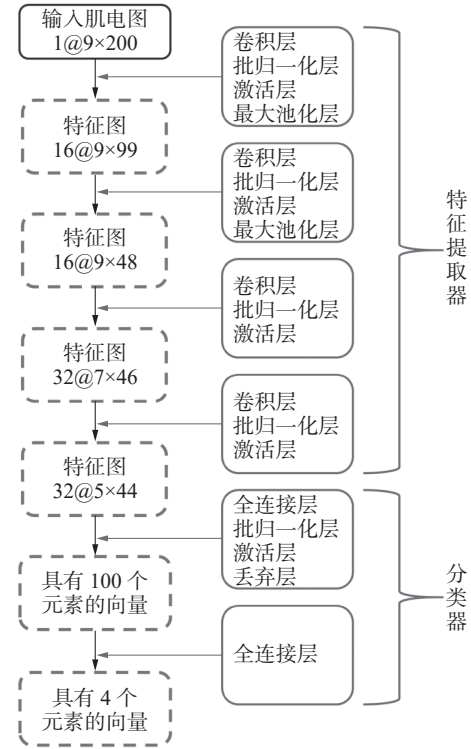 输入肌电图
1@9×200
卷积层
批归一化层
激活层
最大池化层
特征图
16@9×99
卷积层
批归一化层
激活层
最大池化层
特征图
16@9×48
卷积层
批归一化层
激活层
特征图
32@7×46
卷积层
批归一化层
激活层
特征图
32@5×44
特征提取器
全连接层
批归一化层
激活层
丢弃层
具有 100 个
元素的向量
全连接层
具有 4 个
元素的向量
分类器